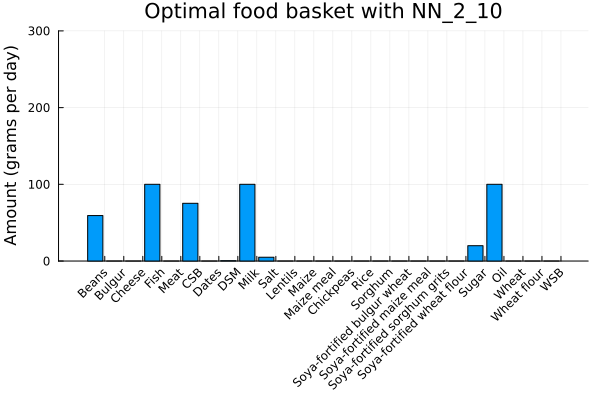 Optimal food basket with NN_2_10
Amount (grams per day)
300
200
100
0
Beans
Bulgur
Cheese
Fish
Meat
CSB
Dates
DSM
Milk
Salt
Lentils
Maize
Maize meal
Chickpeas
Rice
Sorghum
Soya-fortified bulgur wheat
Soya-fortified maize meal
Soya-fortified sorghum grits
Soya-fortified wheat flour
Sugar
Oil
Wheat
Wheat flour
WSB